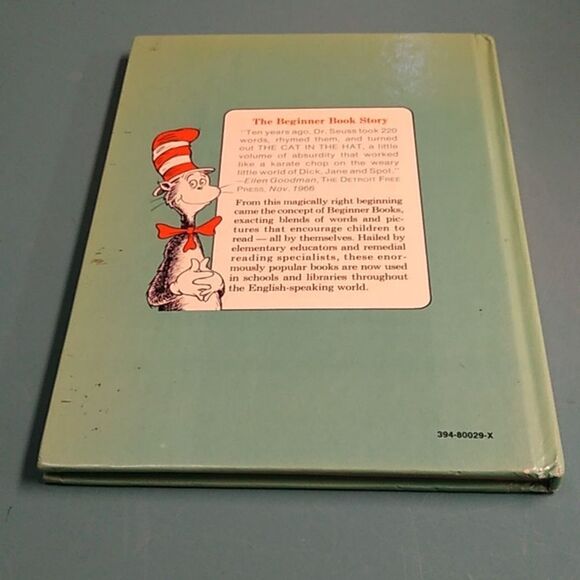 The Beginner Book Story
"Ten years ago, Dr. Seuss took 220
words, rhymed them, and turned
out THE CAT IN THE HAT, a little
volume of absurdity that worked
like a karate chop on the weary
little world of Dick, Jane and Spot."
—Ellen Goodman, THE DETROIT FREE
PRESS, Nov. 1966
From this magically right beginning
came the concept of Beginner Books,
exacting blends of words and pic-
tures that encourage children to
read — all by themselves. Hailed by
elementary educators and remedial
reading specialists, these enor-
mously popular books are now used
in schools and libraries throughout
the English-speaking world.
394-80029-X